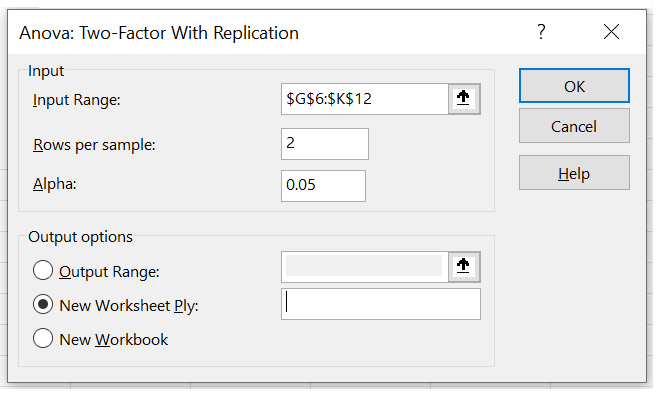 Anova: Two-Factor With Replication ?
Input
Input Range: $G$6:$K$12
Rows per sample: 2
Alpha: 0.05
OK
Cancel
Help
Output options
Output Range:
New Worksheet Ply:
New Workbook